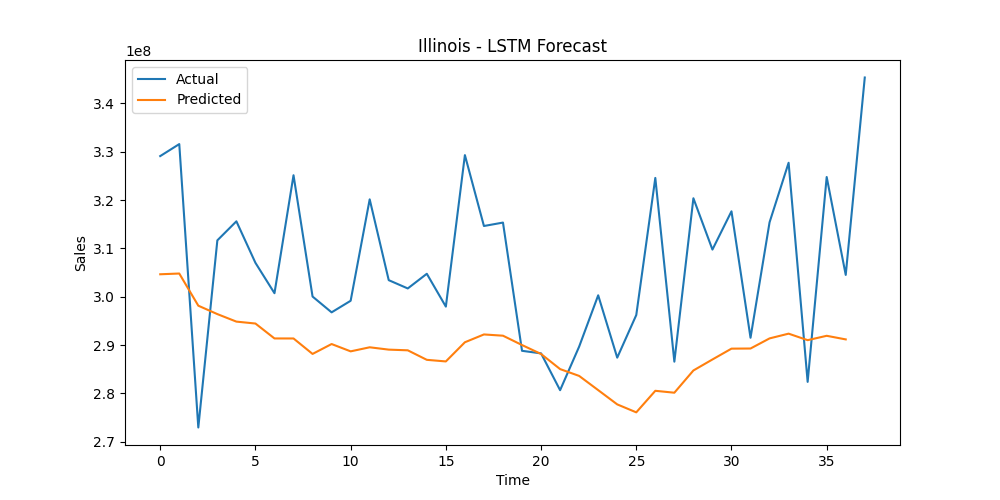 Illinois - LSTM Forecast
1e8
Actual
Predicted
3.4
3.3
3.2
3.1
3.0
2.9
2.8
2.7
Sales
0 5 10 15 20 25 30 35
Time